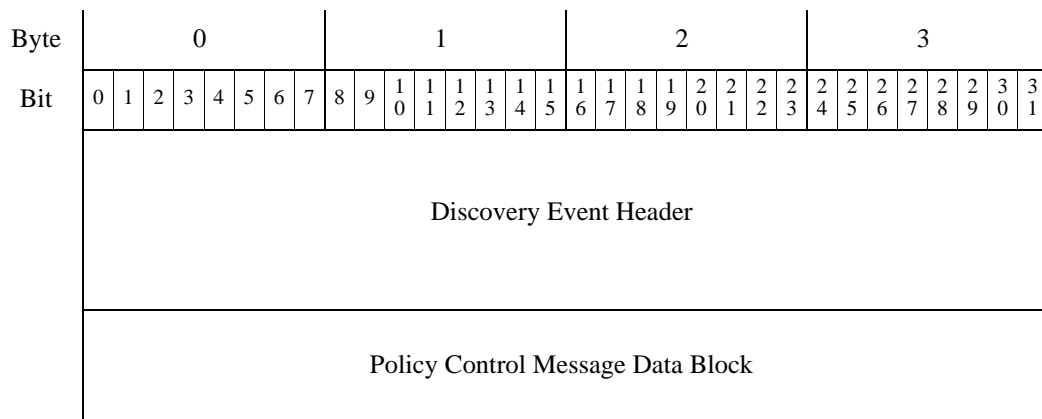 Byte 0 1 2 3
Bit 0 1 2 3 4 5 6 7 8 9 10 11 12 13 14 15 16 17 18 19 20 21 22 23 24 25 26 27 28 29 30 31
Discovery Event Header
Policy Control Message Data Block